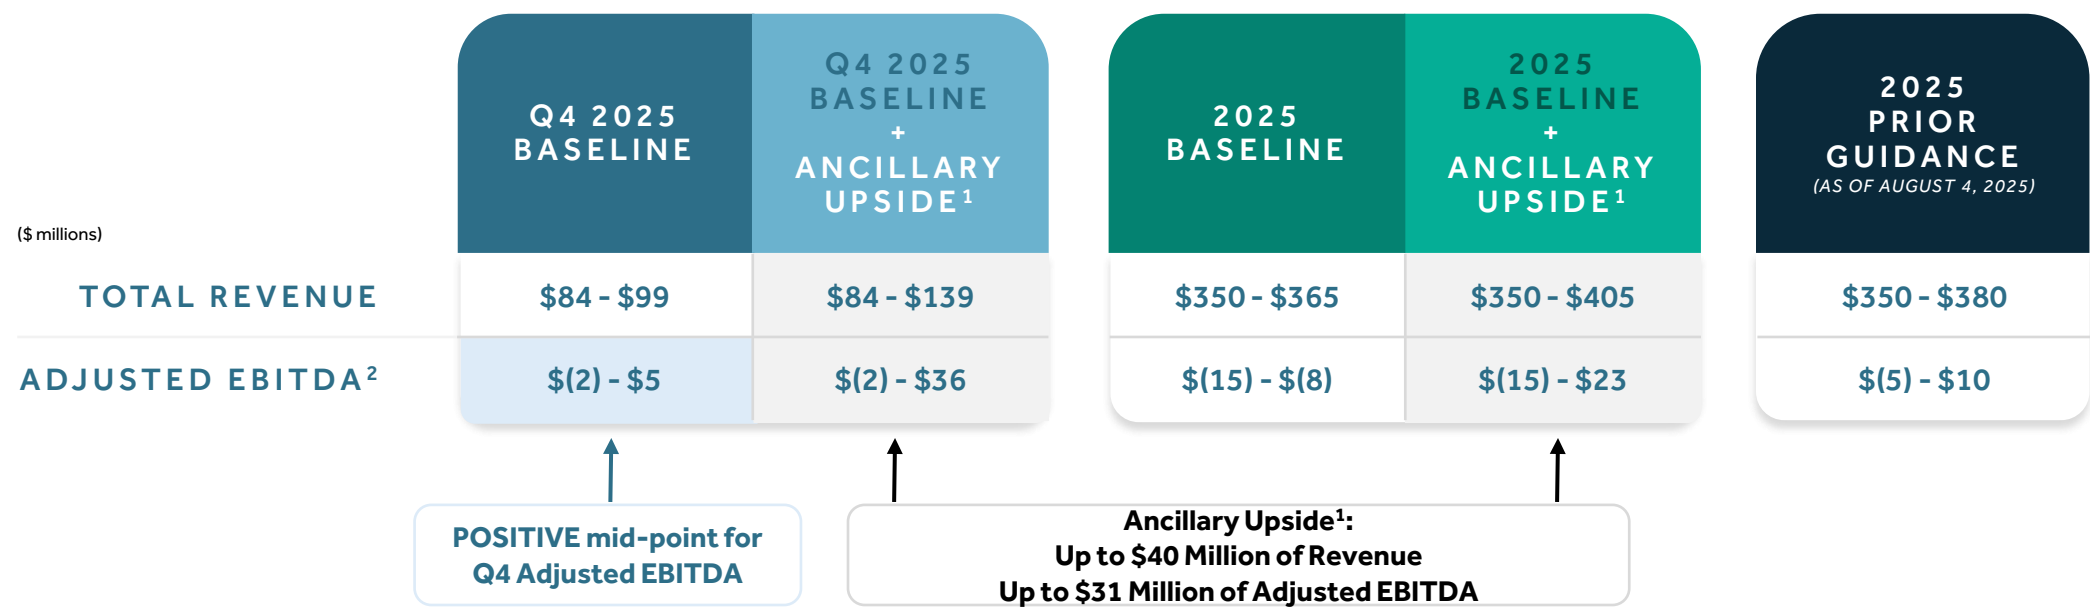 Q4 2025
BASELINE
Q4 2025
BASELINE
+
ANCILLARY
UPSIDE¹
2025
BASELINE
2025
BASELINE
+
ANCILLARY
UPSIDE¹
2025
PRIOR
GUIDANCE
(AS OF AUGUST 4, 2025)
($ millions)
TOTAL REVENUE $84 - $99 $84 - $139 $350 - $365 $350 - $405 $350 - $380
ADJUSTED EBITDA² $(2) - $5 $(2) - $36 $(15) - $(8) $(15) - $23 $(5) - $10
POSITIVE mid-point for
Q4 Adjusted EBITDA
Ancillary Upside¹:
Up to $40 Million of Revenue
Up to $31 Million of Adjusted EBITDA